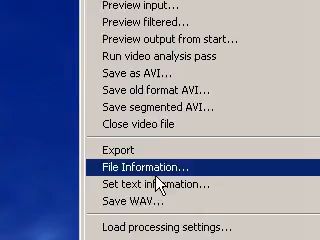 Preview input...
Preview filtered...
Preview output from start...
Run video analysis pass
Save as AVI...
Save old format AVI...
Save segmented AVI...
Close video file
Export
File Information...
Set text information...
Save WAV...
Load processing settings...